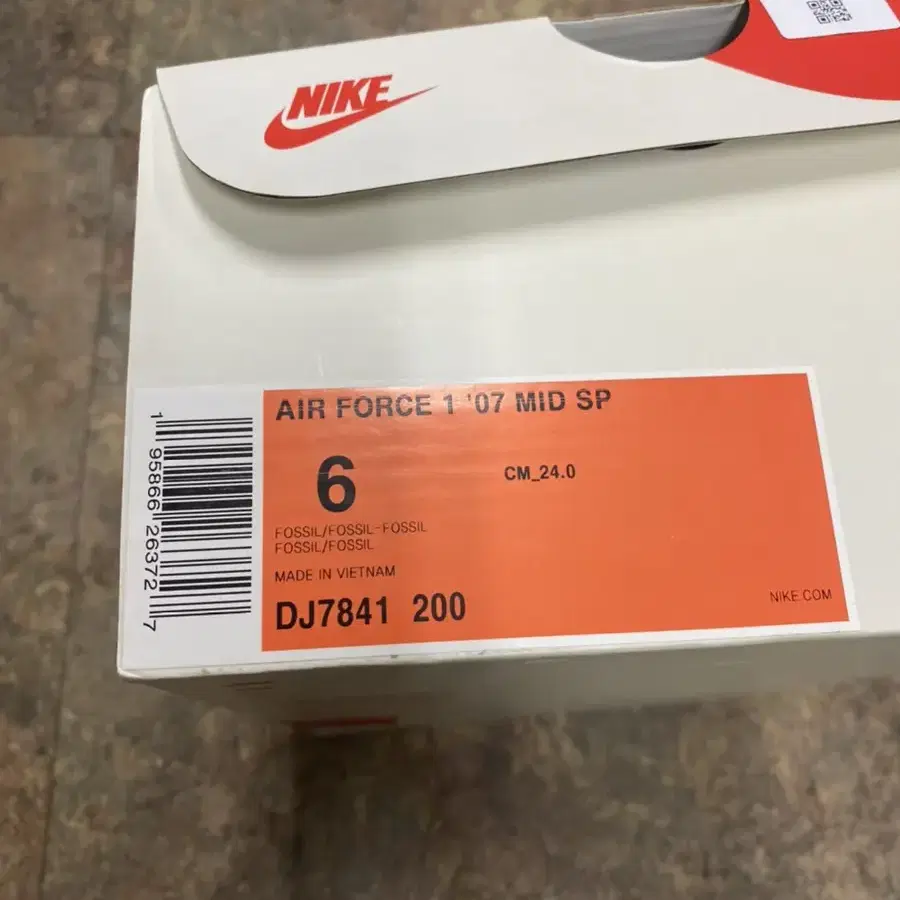 NIKE
AIR FORCE 1 '07 MID SP
6
CM_24.0
FOSSIL/FOSSIL-FOSSIL
FOSSIL/FOSSIL
MADE IN VIETNAM
DJ7841 200
NIKE.COM
1 95866 26372 7